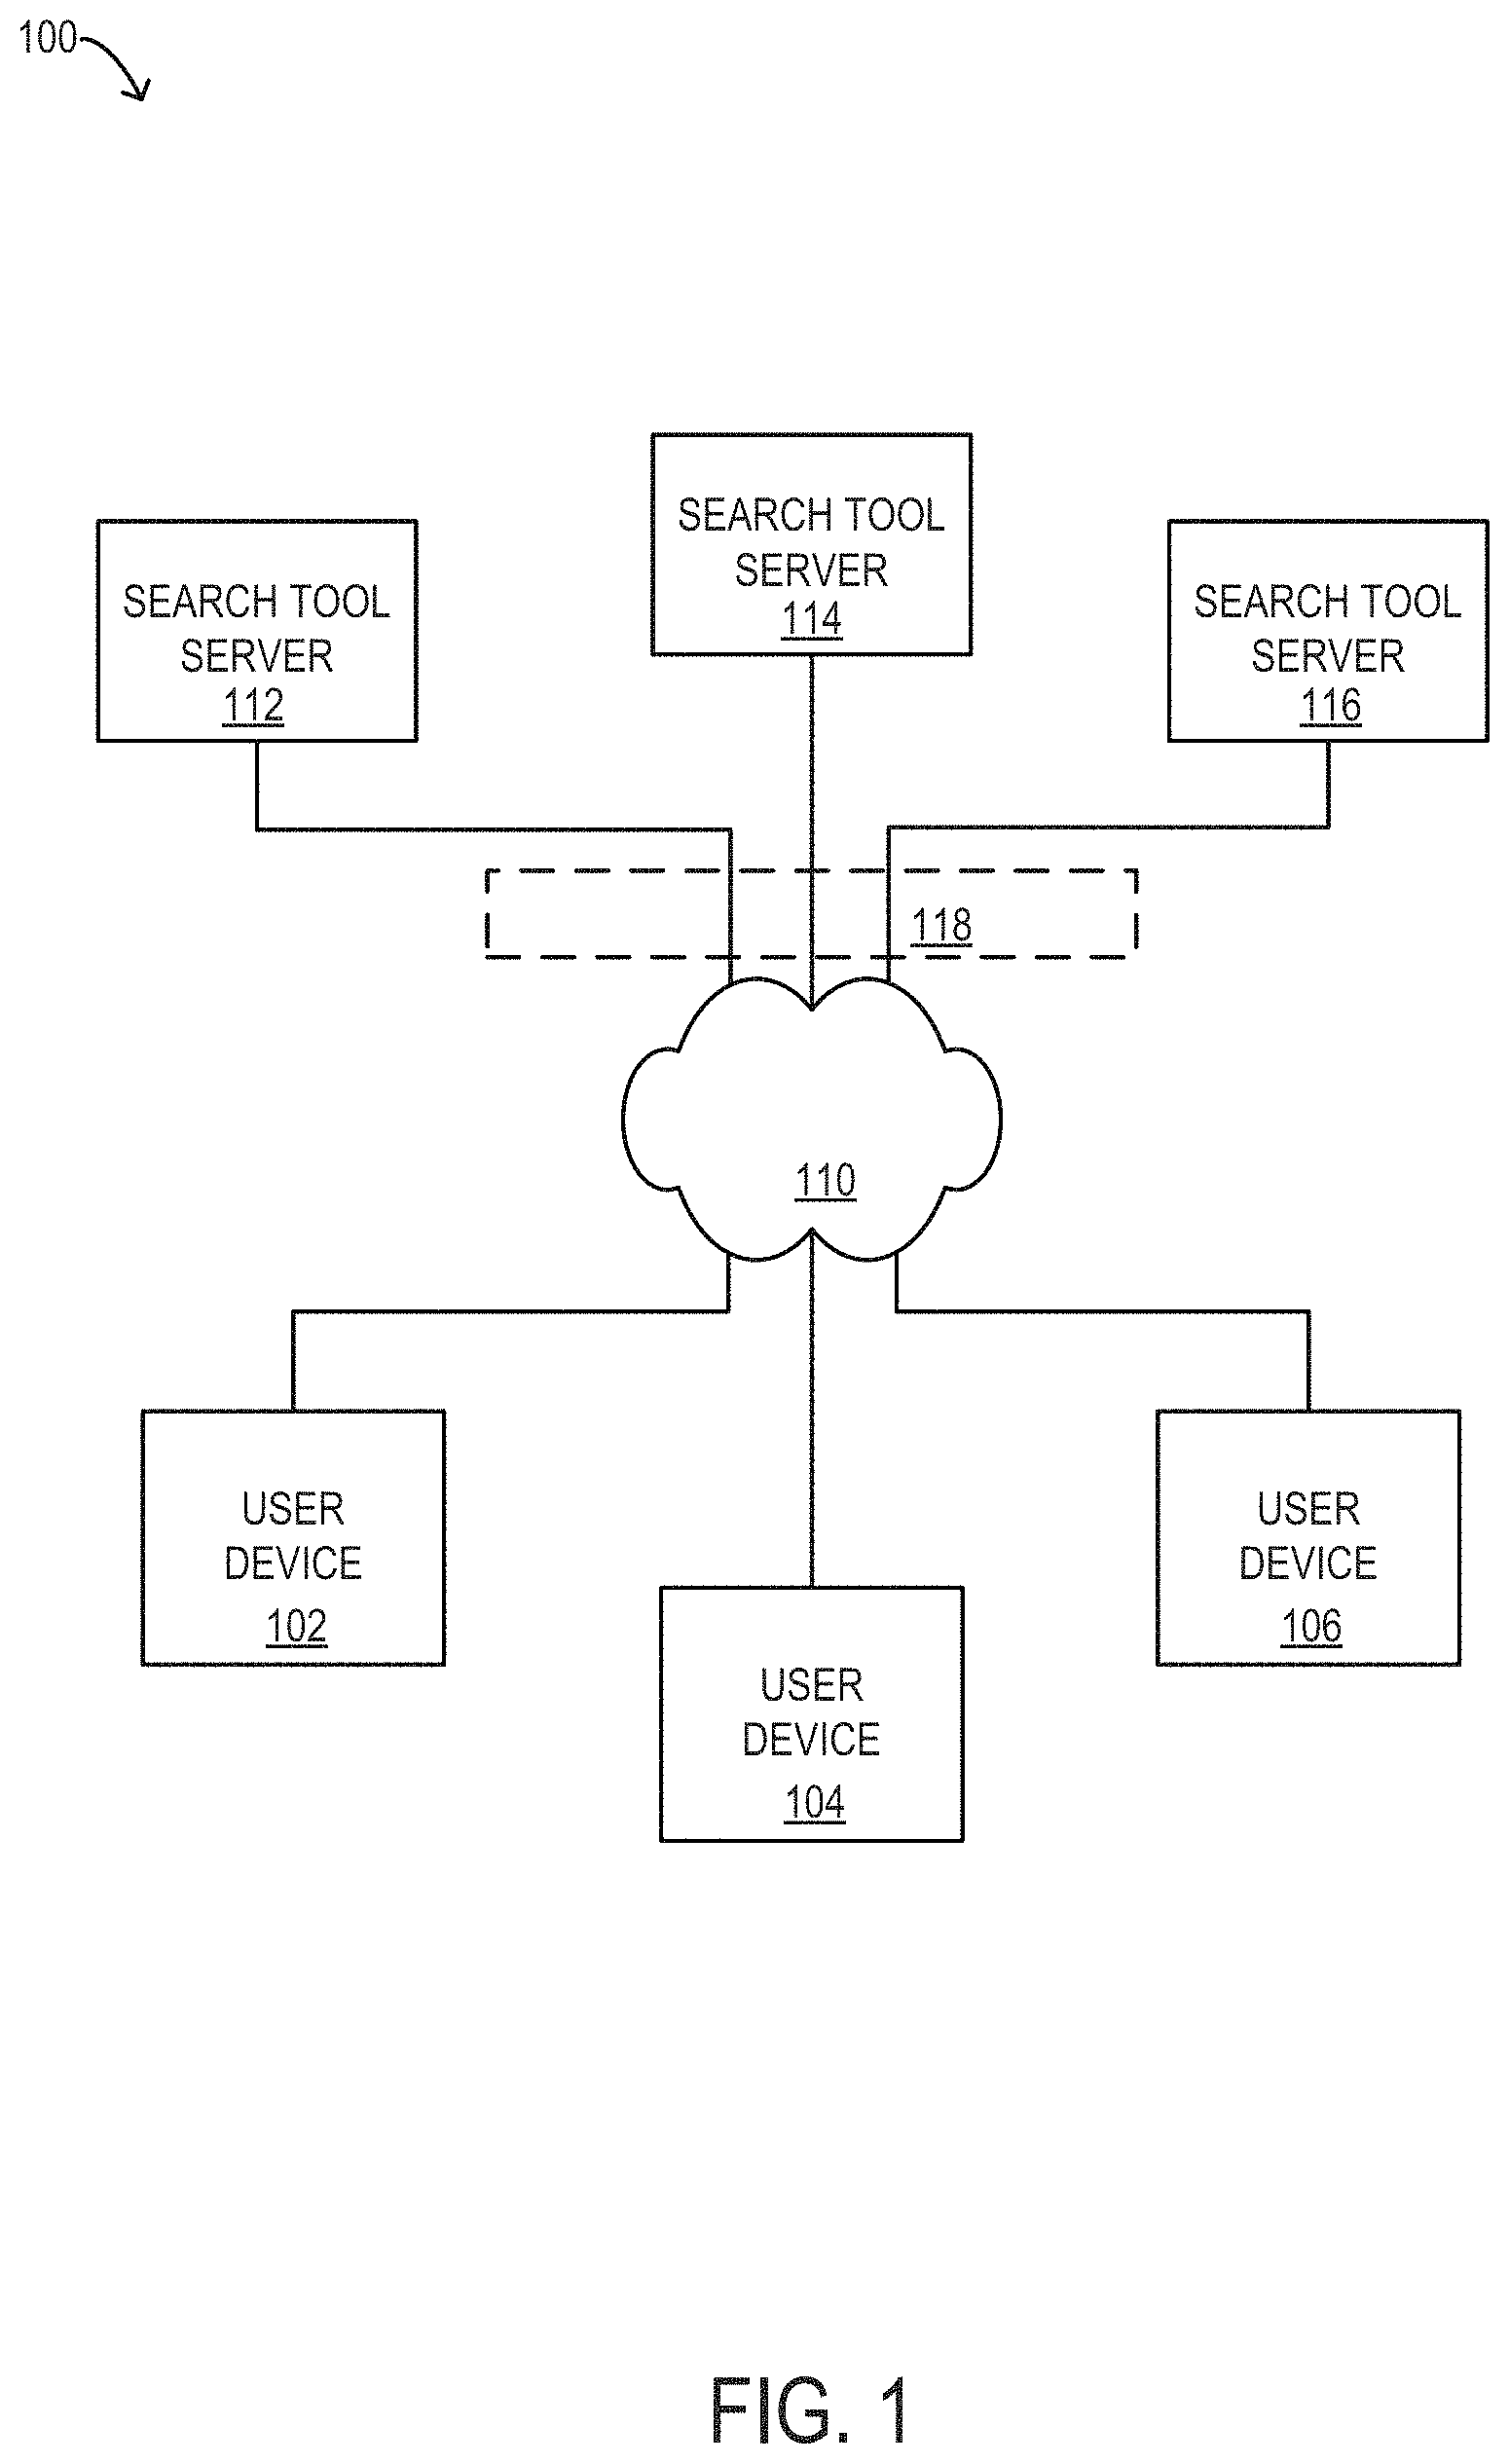 100
SEARCH TOOL
SERVER
114
SEARCH TOOL
SERVER
112
SEARCH TOOL
SERVER
116
118
110
USER
DEVICE
102
USER
DEVICE
106
USER
DEVICE
104
FIG. 1